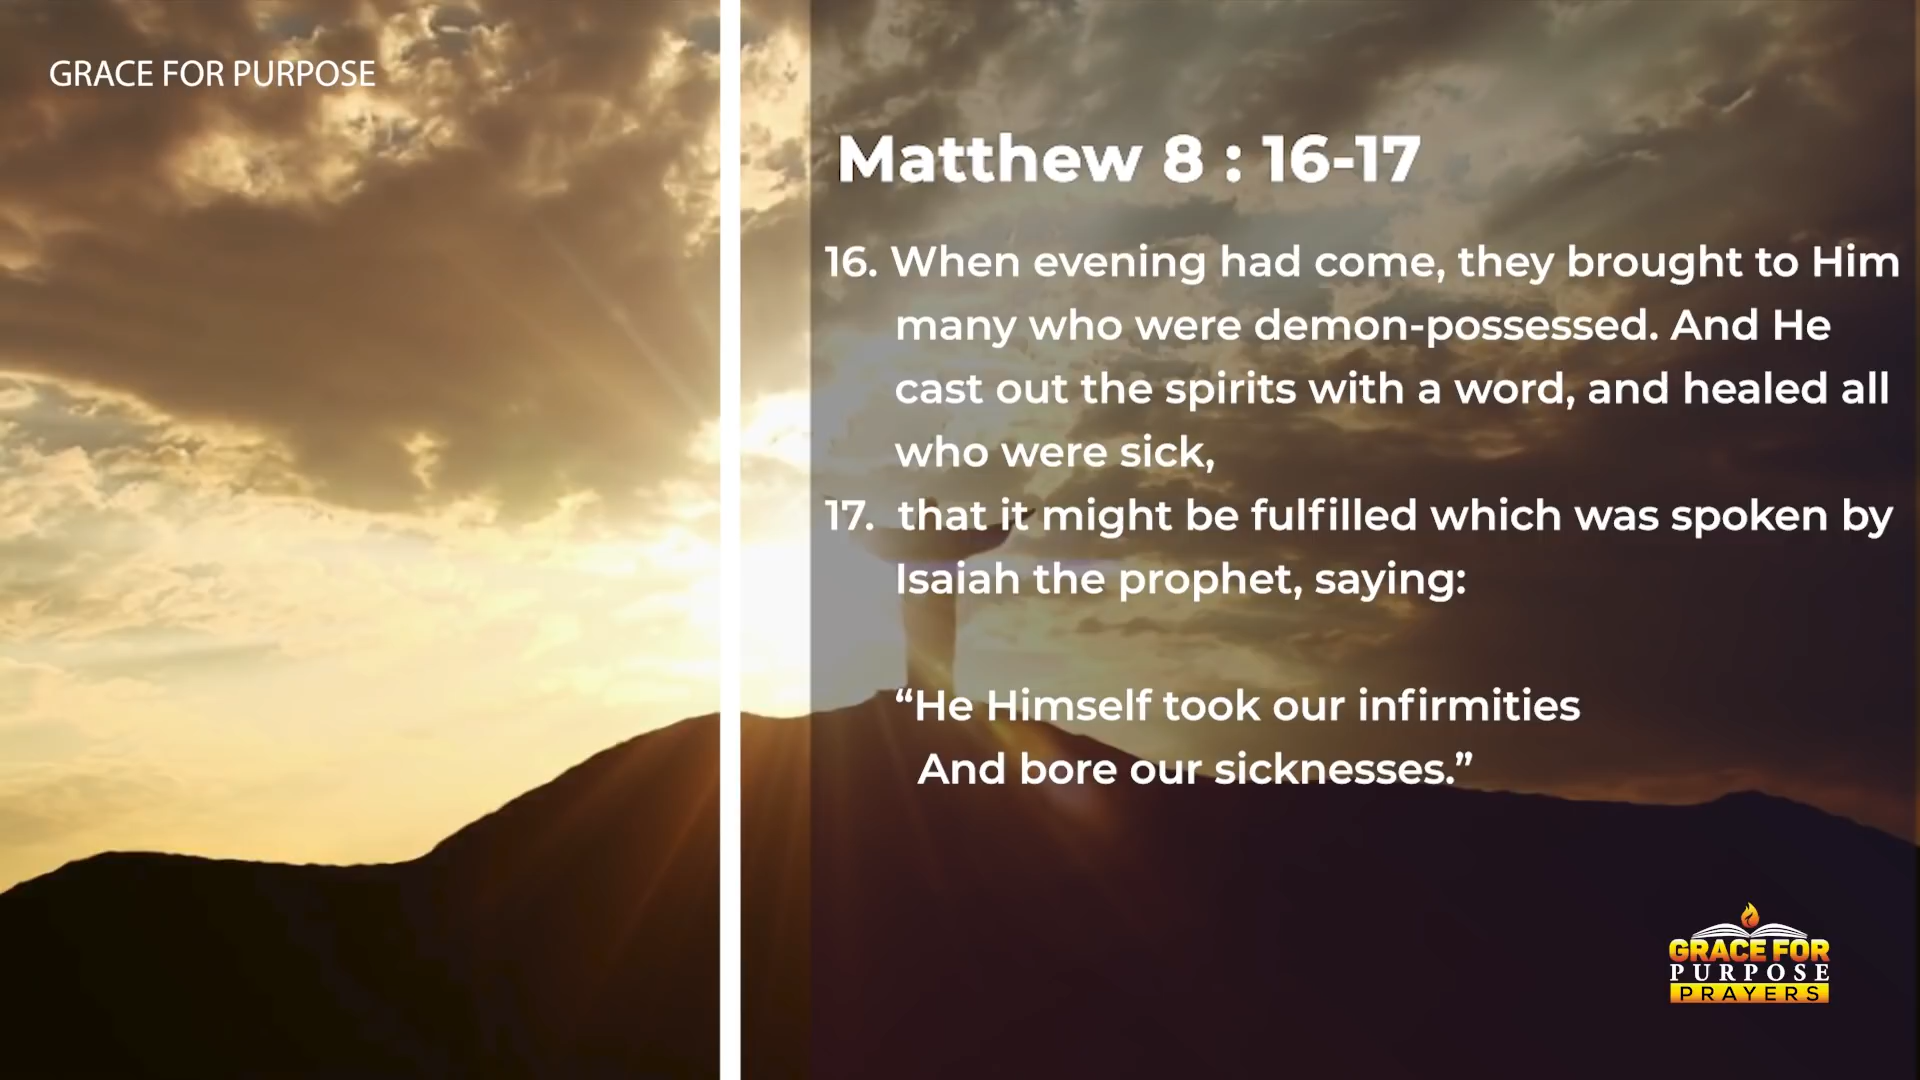 GRACE FOR PURPOSE
Matthew 8 : 16-17
16. When evening had come, they brought to Him
many who were demon-possessed. And He
cast out the spirits with a word, and healed all
who were sick,
17. that it might be fulfilled which was spoken by
Isaiah the prophet, saying:
“He Himself took our infirmities
And bore our sicknesses.”
GRACE FOR
PURPOSE
PRAYERS